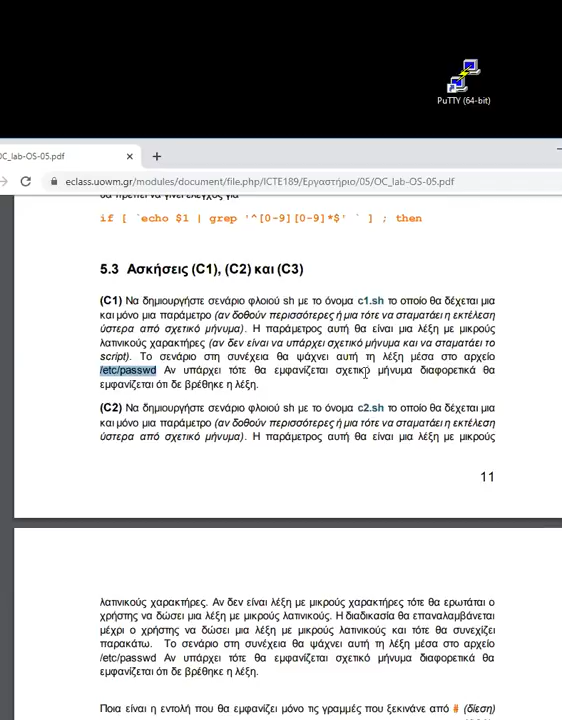 PuTTY (64-bit)
OC_lab-OS-05.pdf
eclass.uowm.gr/modules/document/file.php/ICTE189/Εργαστήριο/05/OC_lab-OS-05.pdf
θα πρέπει να γίνει έλεγχος για
if [ `echo $1 | grep '^[0-9][0-9]*$' ` ] ; then
5.3 Ασκήσεις (C1), (C2) και (C3)
(C1) Να δημιουργήστε σενάριο φλοιού sh με το όνομα c1.sh το οποίο θα δέχεται μια
και μόνο μια παράμετρο (αν δοθούν περισσότερες ή μια τότε να σταματάει η εκτέλεση
ύστερα από σχετικό μήνυμα). Η παράμετρος αυτή θα είναι μια λέξη με μικρούς
λατινικούς χαρακτήρες (αν δεν είναι να υπάρχει σχετικό μήνυμα και να σταματάει το
script). Το σενάριο στη συνέχεια θα ψάχνει αυτή τη λέξη μέσα στο αρχείο
/etc/passwd Αν υπάρχει τότε θα εμφανίζεται σχετικό μήνυμα διαφορετικά θα
εμφανίζεται ότι δε βρέθηκε η λέξη.
(C2) Να δημιουργήστε σενάριο φλοιού sh με το όνομα c2.sh το οποίο θα δέχεται μια
και μόνο μια παράμετρο (αν δοθούν περισσότερες ή μια τότε να σταματάει η εκτέλεση
ύστερα από σχετικό μήνυμα). Η παράμετρος αυτή θα είναι μια λέξη με μικρούς
11
λατινικούς χαρακτήρες. Αν δεν είναι λέξη με μικρούς χαρακτήρες τότε θα ερωτάται ο
χρήστης να δώσει μια λέξη με μικρούς λατινικούς. Η διαδικασία θα επαναλαμβάνεται
μέχρι ο χρήστης να δώσει μια λέξη με μικρούς λατινικούς και τότε θα συνεχίζει
παρακάτω. Το σενάριο στη συνέχεια θα ψάχνει αυτή τη λέξη μέσα στο αρχείο
/etc/passwd Αν υπάρχει τότε θα εμφανίζεται σχετικό μήνυμα διαφορετικά θα
εμφανίζεται ότι δε βρέθηκε η λέξη.
Ποια είναι η εντολή που θα εμφανίζει μόνο τις γραμμές που ξεκινάνε από # (δίεση)